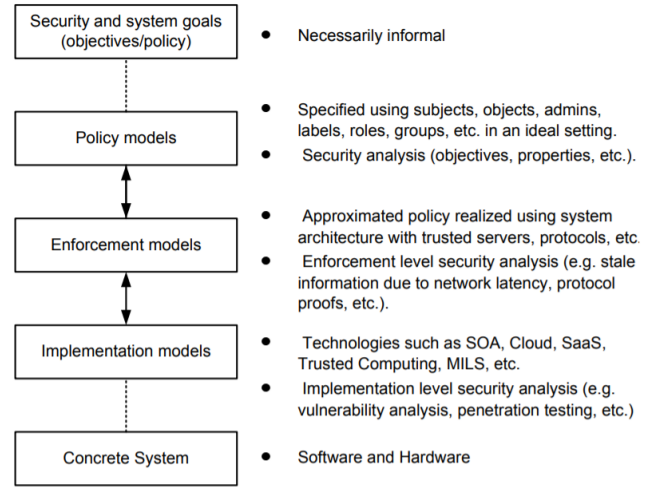 Security and system goals
(objectives/policy)
● Necessarily informal
Policy models
● Specified using subjects, objects, admins,
labels, roles, groups, etc. in an ideal setting.
● Security analysis (objectives, properties, etc.).
Enforcement models
● Approximated policy realized using system
architecture with trusted servers, protocols, etc.
● Enforcement level security analysis (e.g. stale
information due to network latency, protocol
proofs, etc.).
Implementation models
● Technologies such as SOA, Cloud, SaaS,
Trusted Computing, MILS, etc.
● Implementation level security analysis (e.g.
vulnerability analysis, penetration testing, etc.)
Concrete System
● Software and Hardware